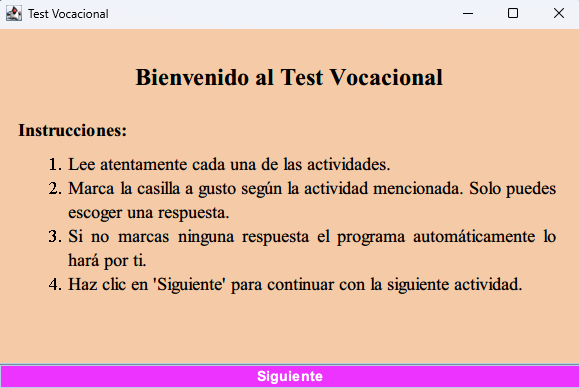 Test Vocacional
Bienvenido al Test Vocacional
Instrucciones:
1. Lee atentamente cada una de las actividades.
2. Marca la casilla a gusto según la actividad mencionada. Solo puedes
escoger una respuesta.
3. Si no marcas ninguna respuesta el programa automáticamente lo
hará por ti.
4. Haz clic en 'Siguiente' para continuar con la siguiente actividad.
Siguiente